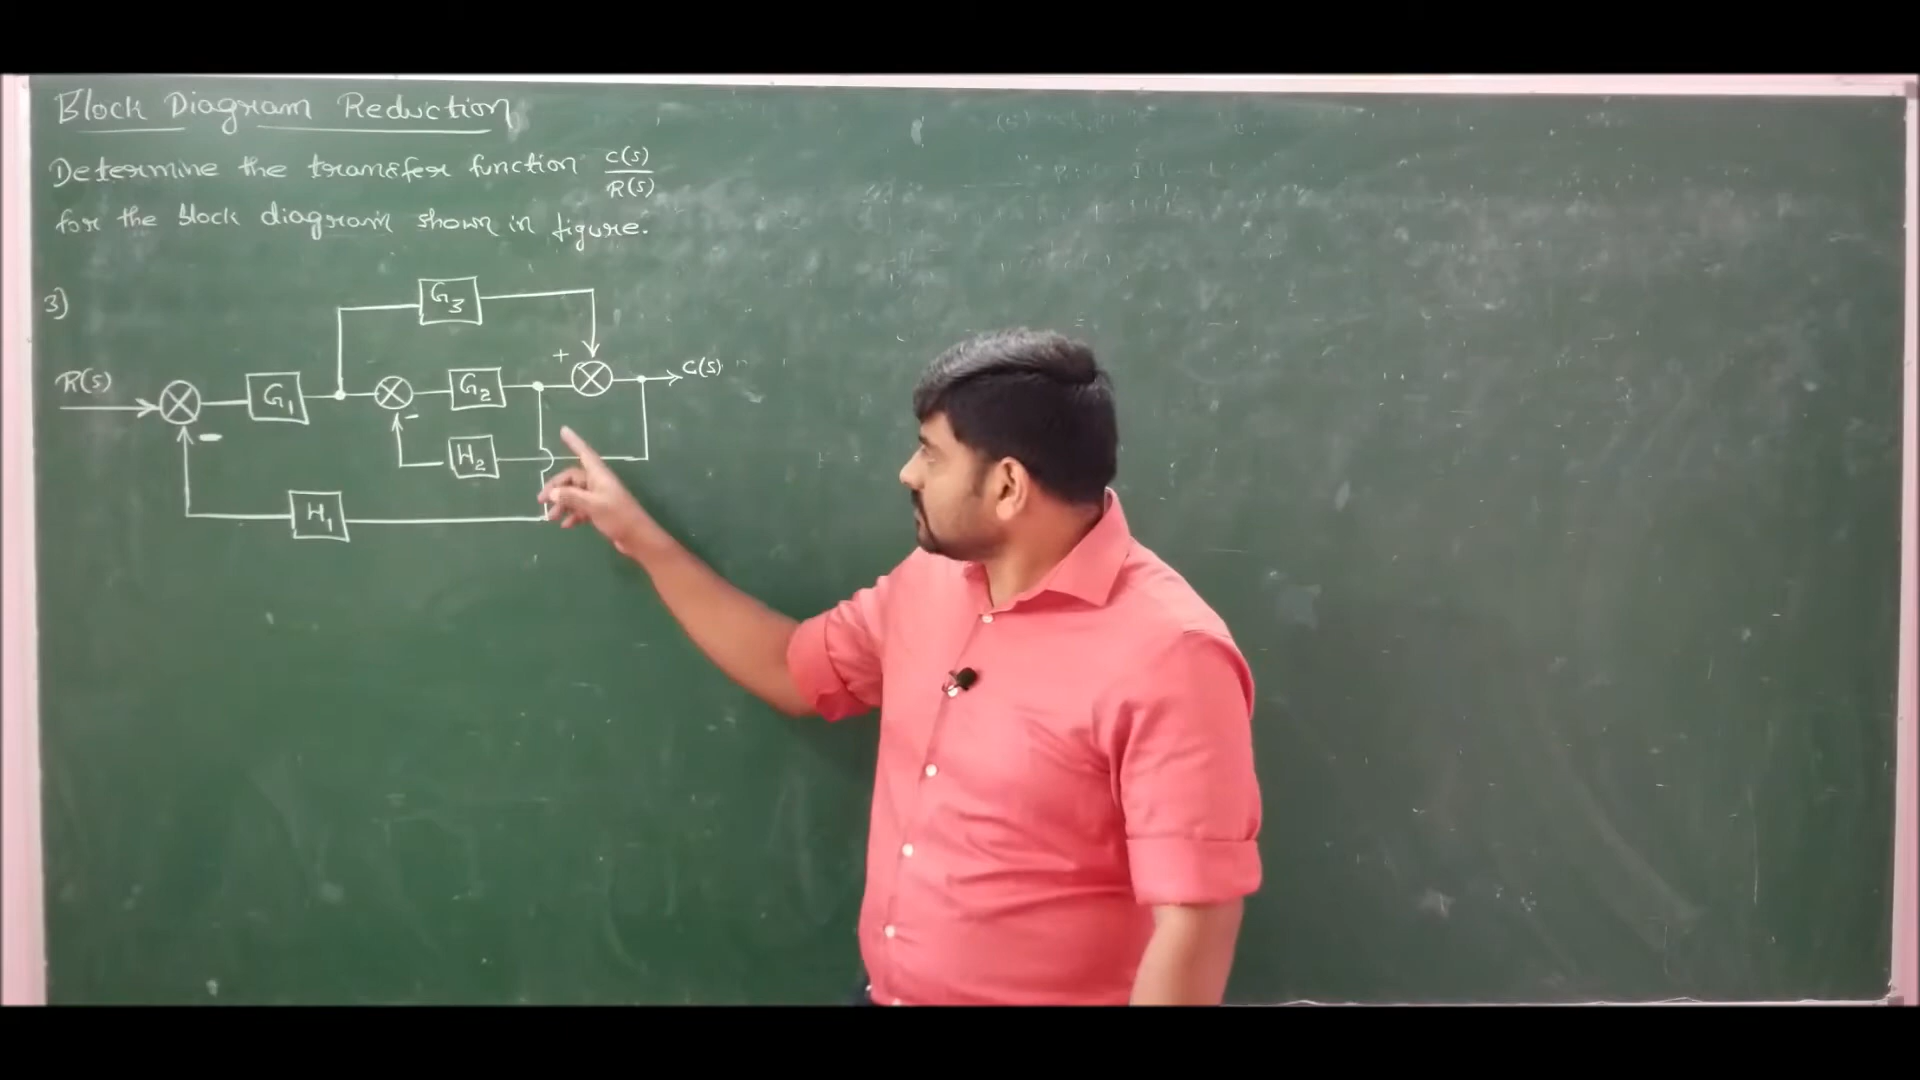 Block Diagram Reduction
Determine the transfer function C(s)/R(s)
for the block diagram shown in figure.
3)
G3
+
R(s)
G1
G2
C(s)
-
-
H2
H1